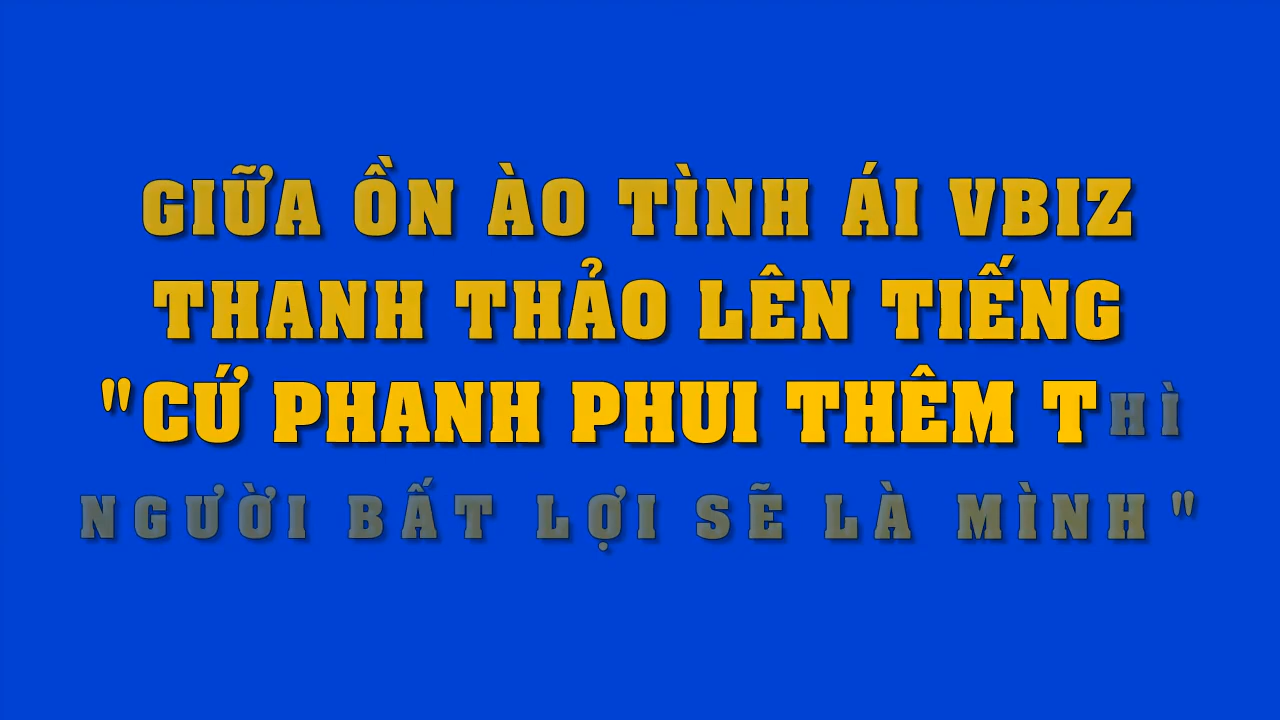 GIỮA ỒN ÀO TÌNH ÁI VBIZ
THANH THẢO LÊN TIẾNG
"CỨ PHANH PHUI THÊM THÌ
NGƯỜI BẤT LỢI SẼ LÀ MÌNH"